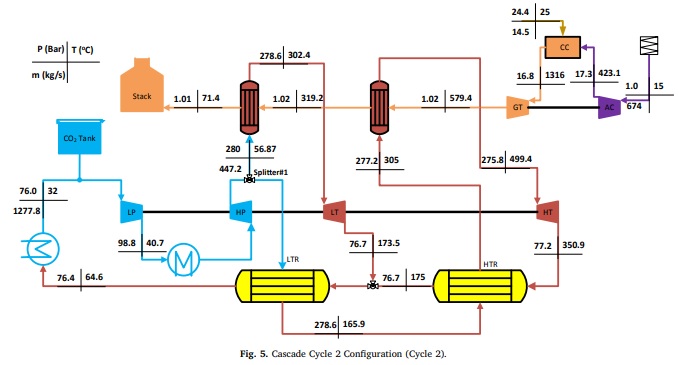 24.4 25
14.5
P (Bar) T (°C)
m (kg/s)
278.6 302.4
CC
16.8 1316
17.3 423.1
1.0 15
674
Stack
1.01 71.4
1.02 319.2
1.02 579.4
GT
AC
CO₂ Tank
280 56.87
447.2 Splitter#1
277.2 305
275.8 499.4
76.0 32
1277.8
LP
HP
LT
HT
98.8 40.7
M
76.7 173.5
77.2 350.9
LTR
HTR
76.4 64.6
76.7 175
278.6 165.9
Fig. 5. Cascade Cycle 2 Configuration (Cycle 2).